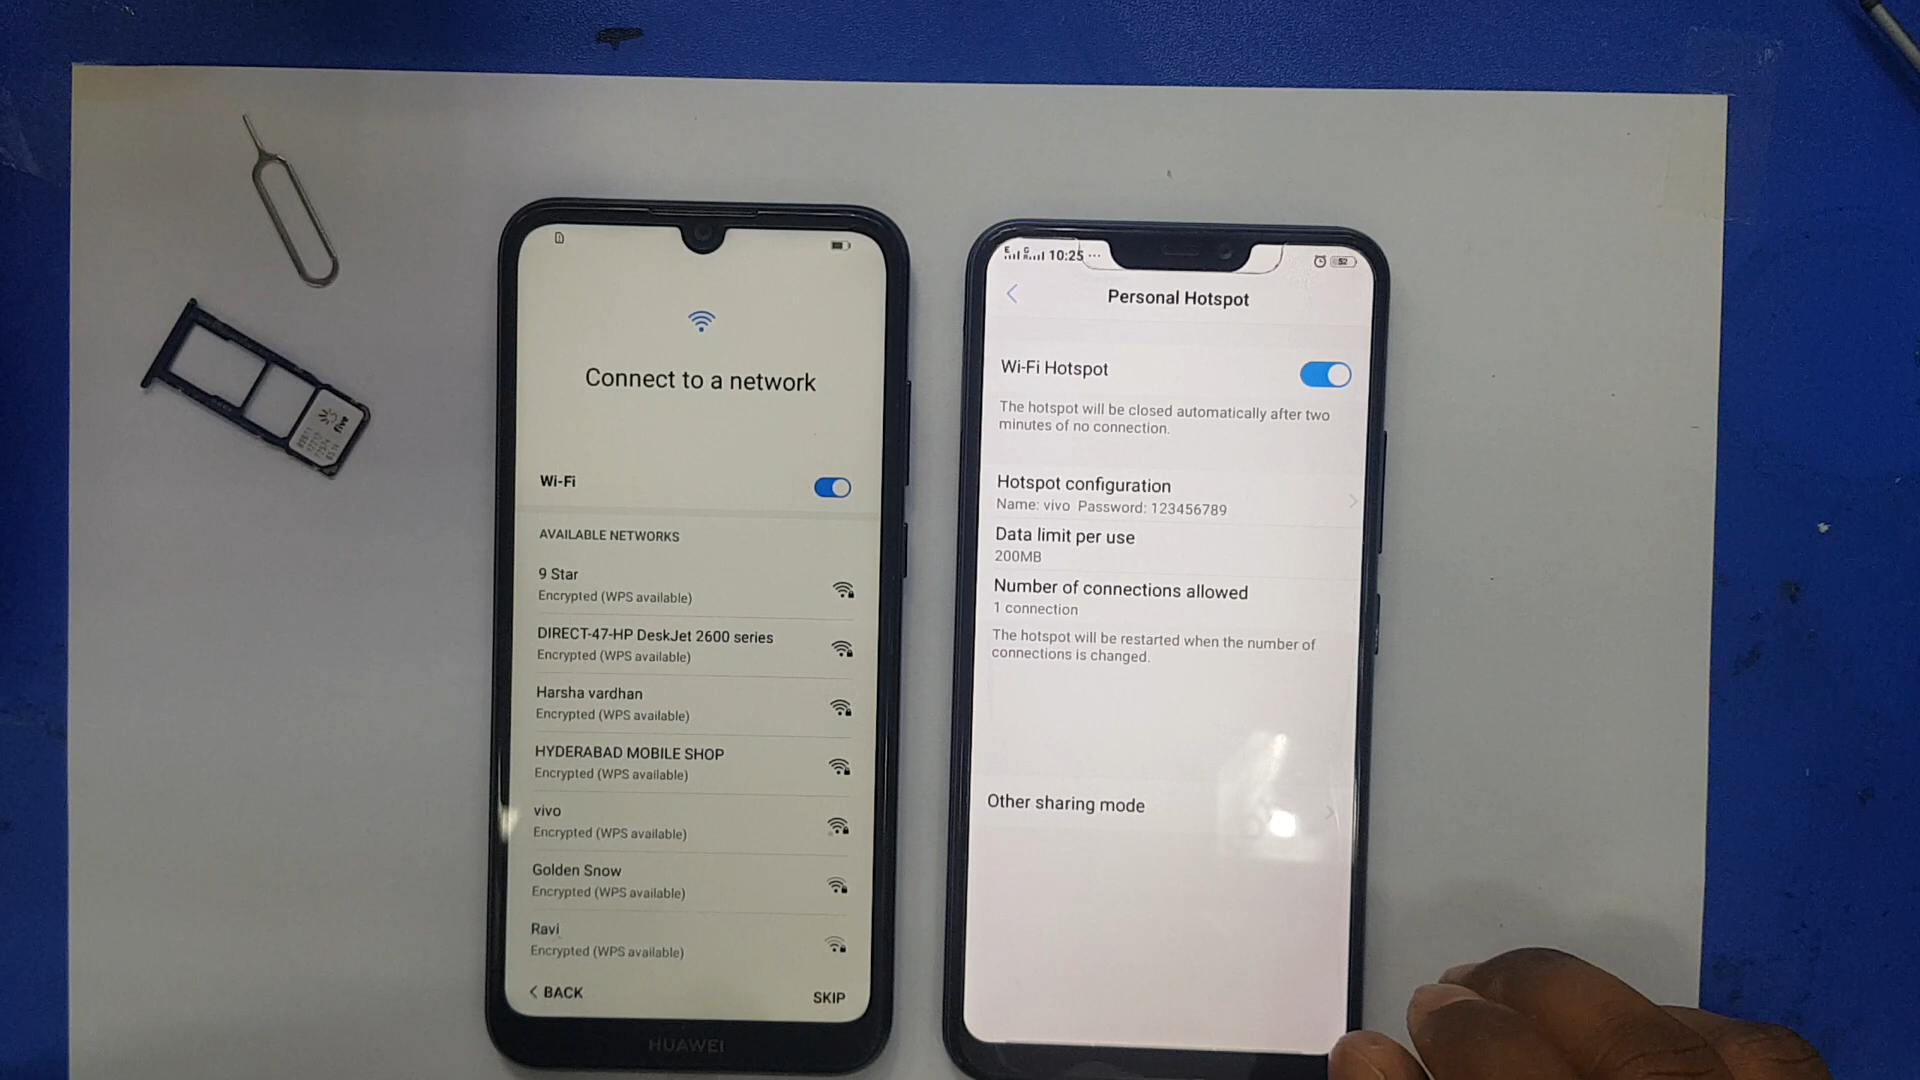 Connect to a network
Wi-Fi
AVAILABLE NETWORKS
9 Star
Encrypted (WPS available)
DIRECT-47-HP DeskJet 2600 series
Encrypted (WPS available)
Harsha vardhan
Encrypted (WPS available)
HYDERABAD MOBILE SHOP
Encrypted (WPS available)
vivo
Encrypted (WPS available)
Golden Snow
Encrypted (WPS available)
Ravi
Encrypted (WPS available)
< BACK
SKIP
HUAWEI
10:25 ...
52
Personal Hotspot
Wi-Fi Hotspot
The hotspot will be closed automatically after two
minutes of no connection.
Hotspot configuration
Name: vivo Password: 123456789
Data limit per use
200MB
Number of connections allowed
1 connection
The hotspot will be restarted when the number of
connections is changed.
Other sharing mode